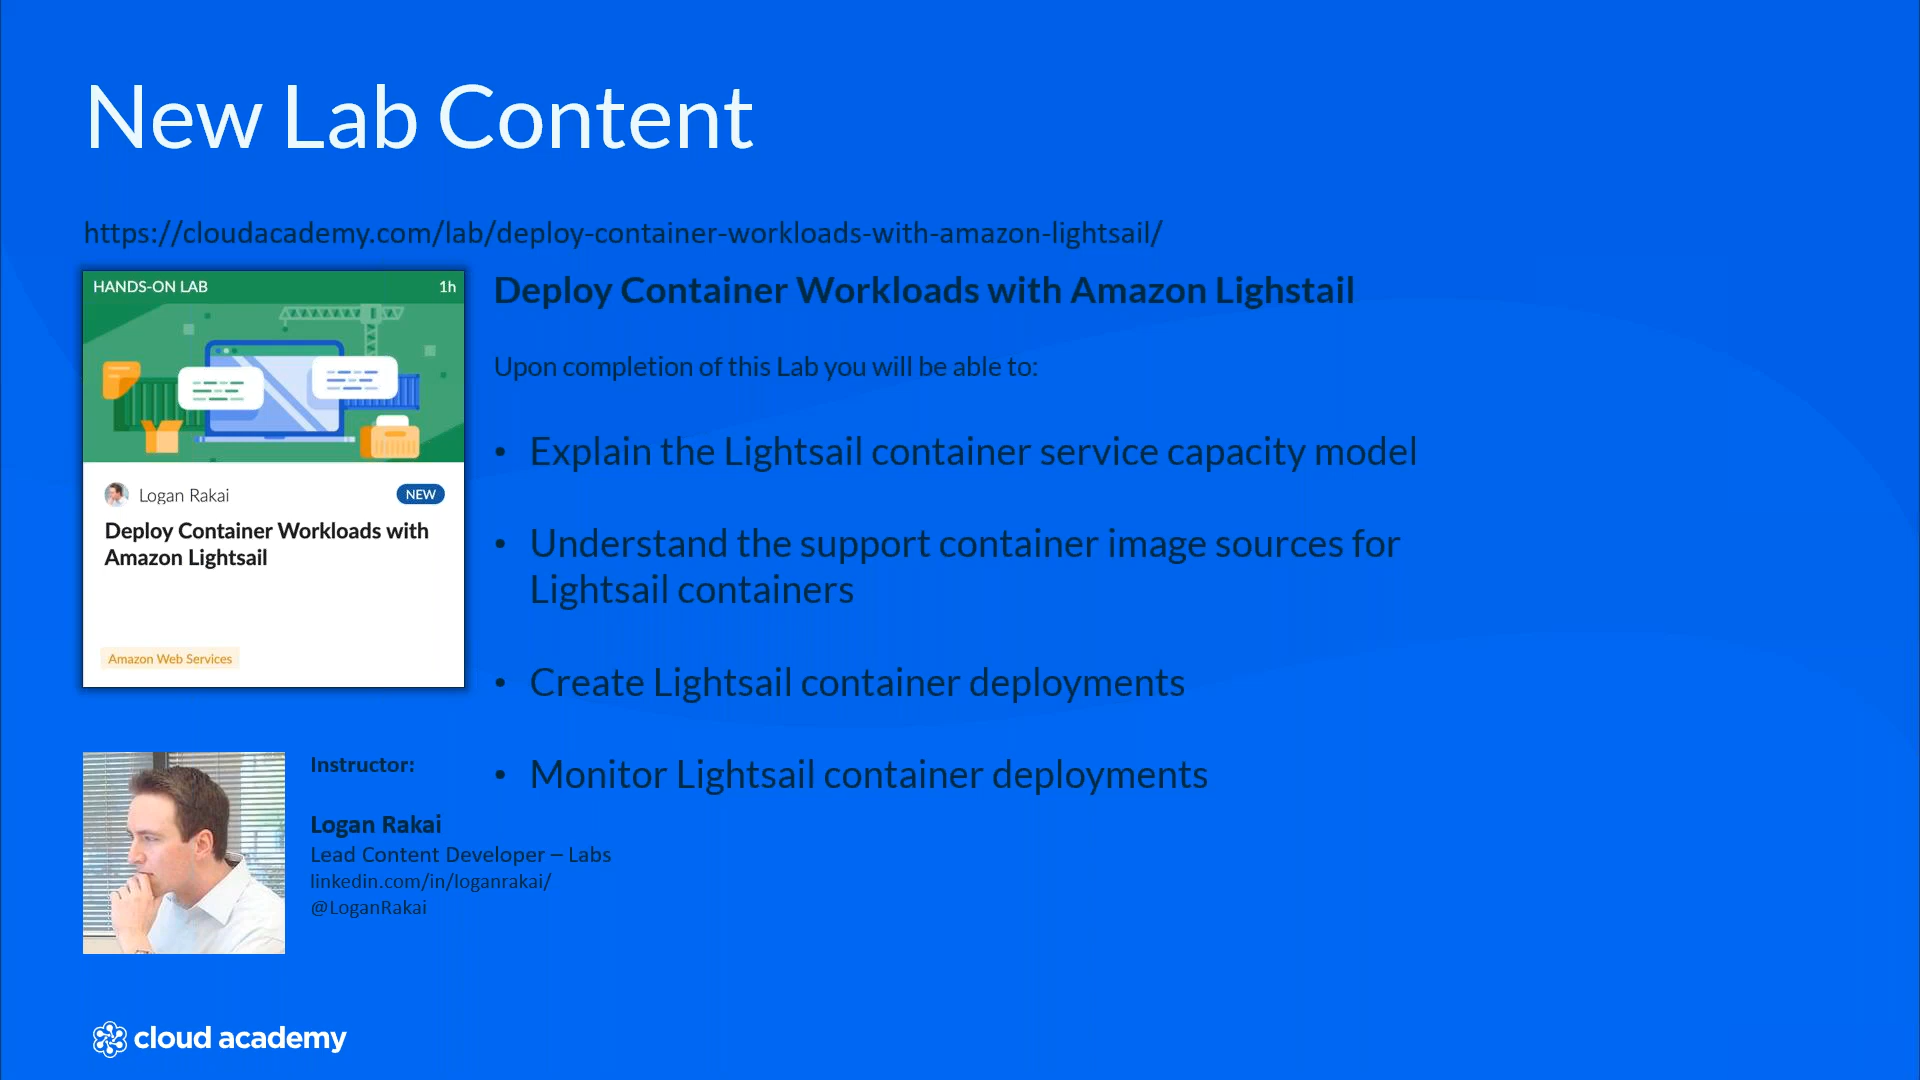 New Lab Content
https://cloudacademy.com/lab/deploy-container-workloads-with-amazon-lightsail/
HANDS-ON LAB 1h
Logan Rakai NEW
Deploy Container Workloads with
Amazon Lightsail
Amazon Web Services
Deploy Container Workloads with Amazon Lighstail
Upon completion of this Lab you will be able to:
• Explain the Lightsail container service capacity model
• Understand the support container image sources for
Lightsail containers
• Create Lightsail container deployments
• Monitor Lightsail container deployments
Instructor:
Logan Rakai
Lead Content Developer – Labs
linkedin.com/in/loganrakai/
@LoganRakai
cloud academy